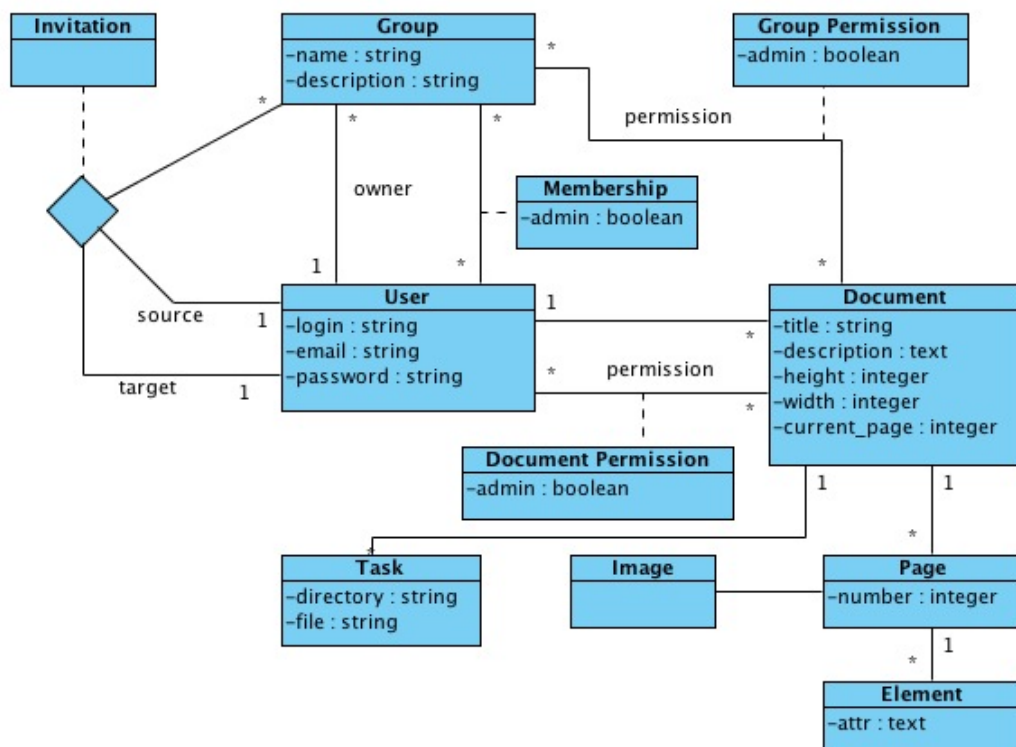 Invitation
Group
-name : string
-description : string
Group Permission
-admin : boolean
*
*
*
*
permission
owner
Membership
-admin : boolean
1
*
*
User
-login : string
-email : string
-password : string
source
1
target
1
1
*
*
permission
*
Document
-title : string
-description : text
-height : integer
-width : integer
-current_page : integer
Document Permission
-admin : boolean
1
1
*
*
Task
-directory : string
-file : string
Image
Page
-number : integer
1
*
Element
-attr : text